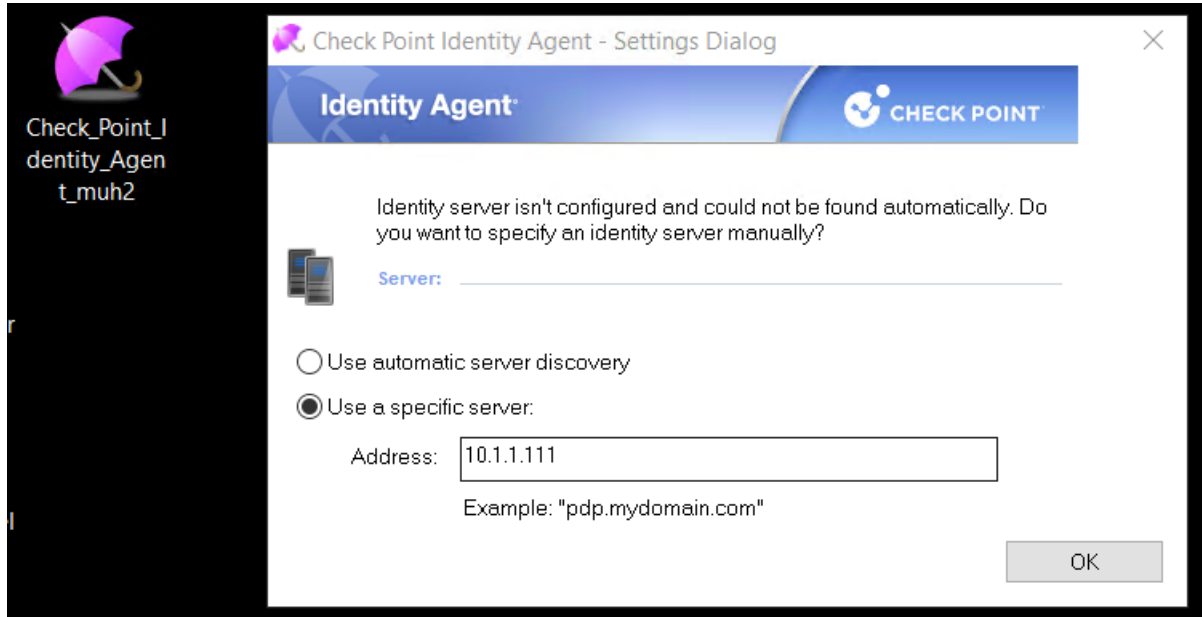 Check_Point_I
dentity_Agen
t_muh2
r
el
Check Point Identity Agent - Settings Dialog
Identity Agent
CHECK POINT
Identity server isn't configured and could not be found automatically. Do
you want to specify an identity server manually?
Server:
Use automatic server discovery
Use a specific server:
Address: 10.1.1.111
Example: "pdp.mydomain.com"
OK